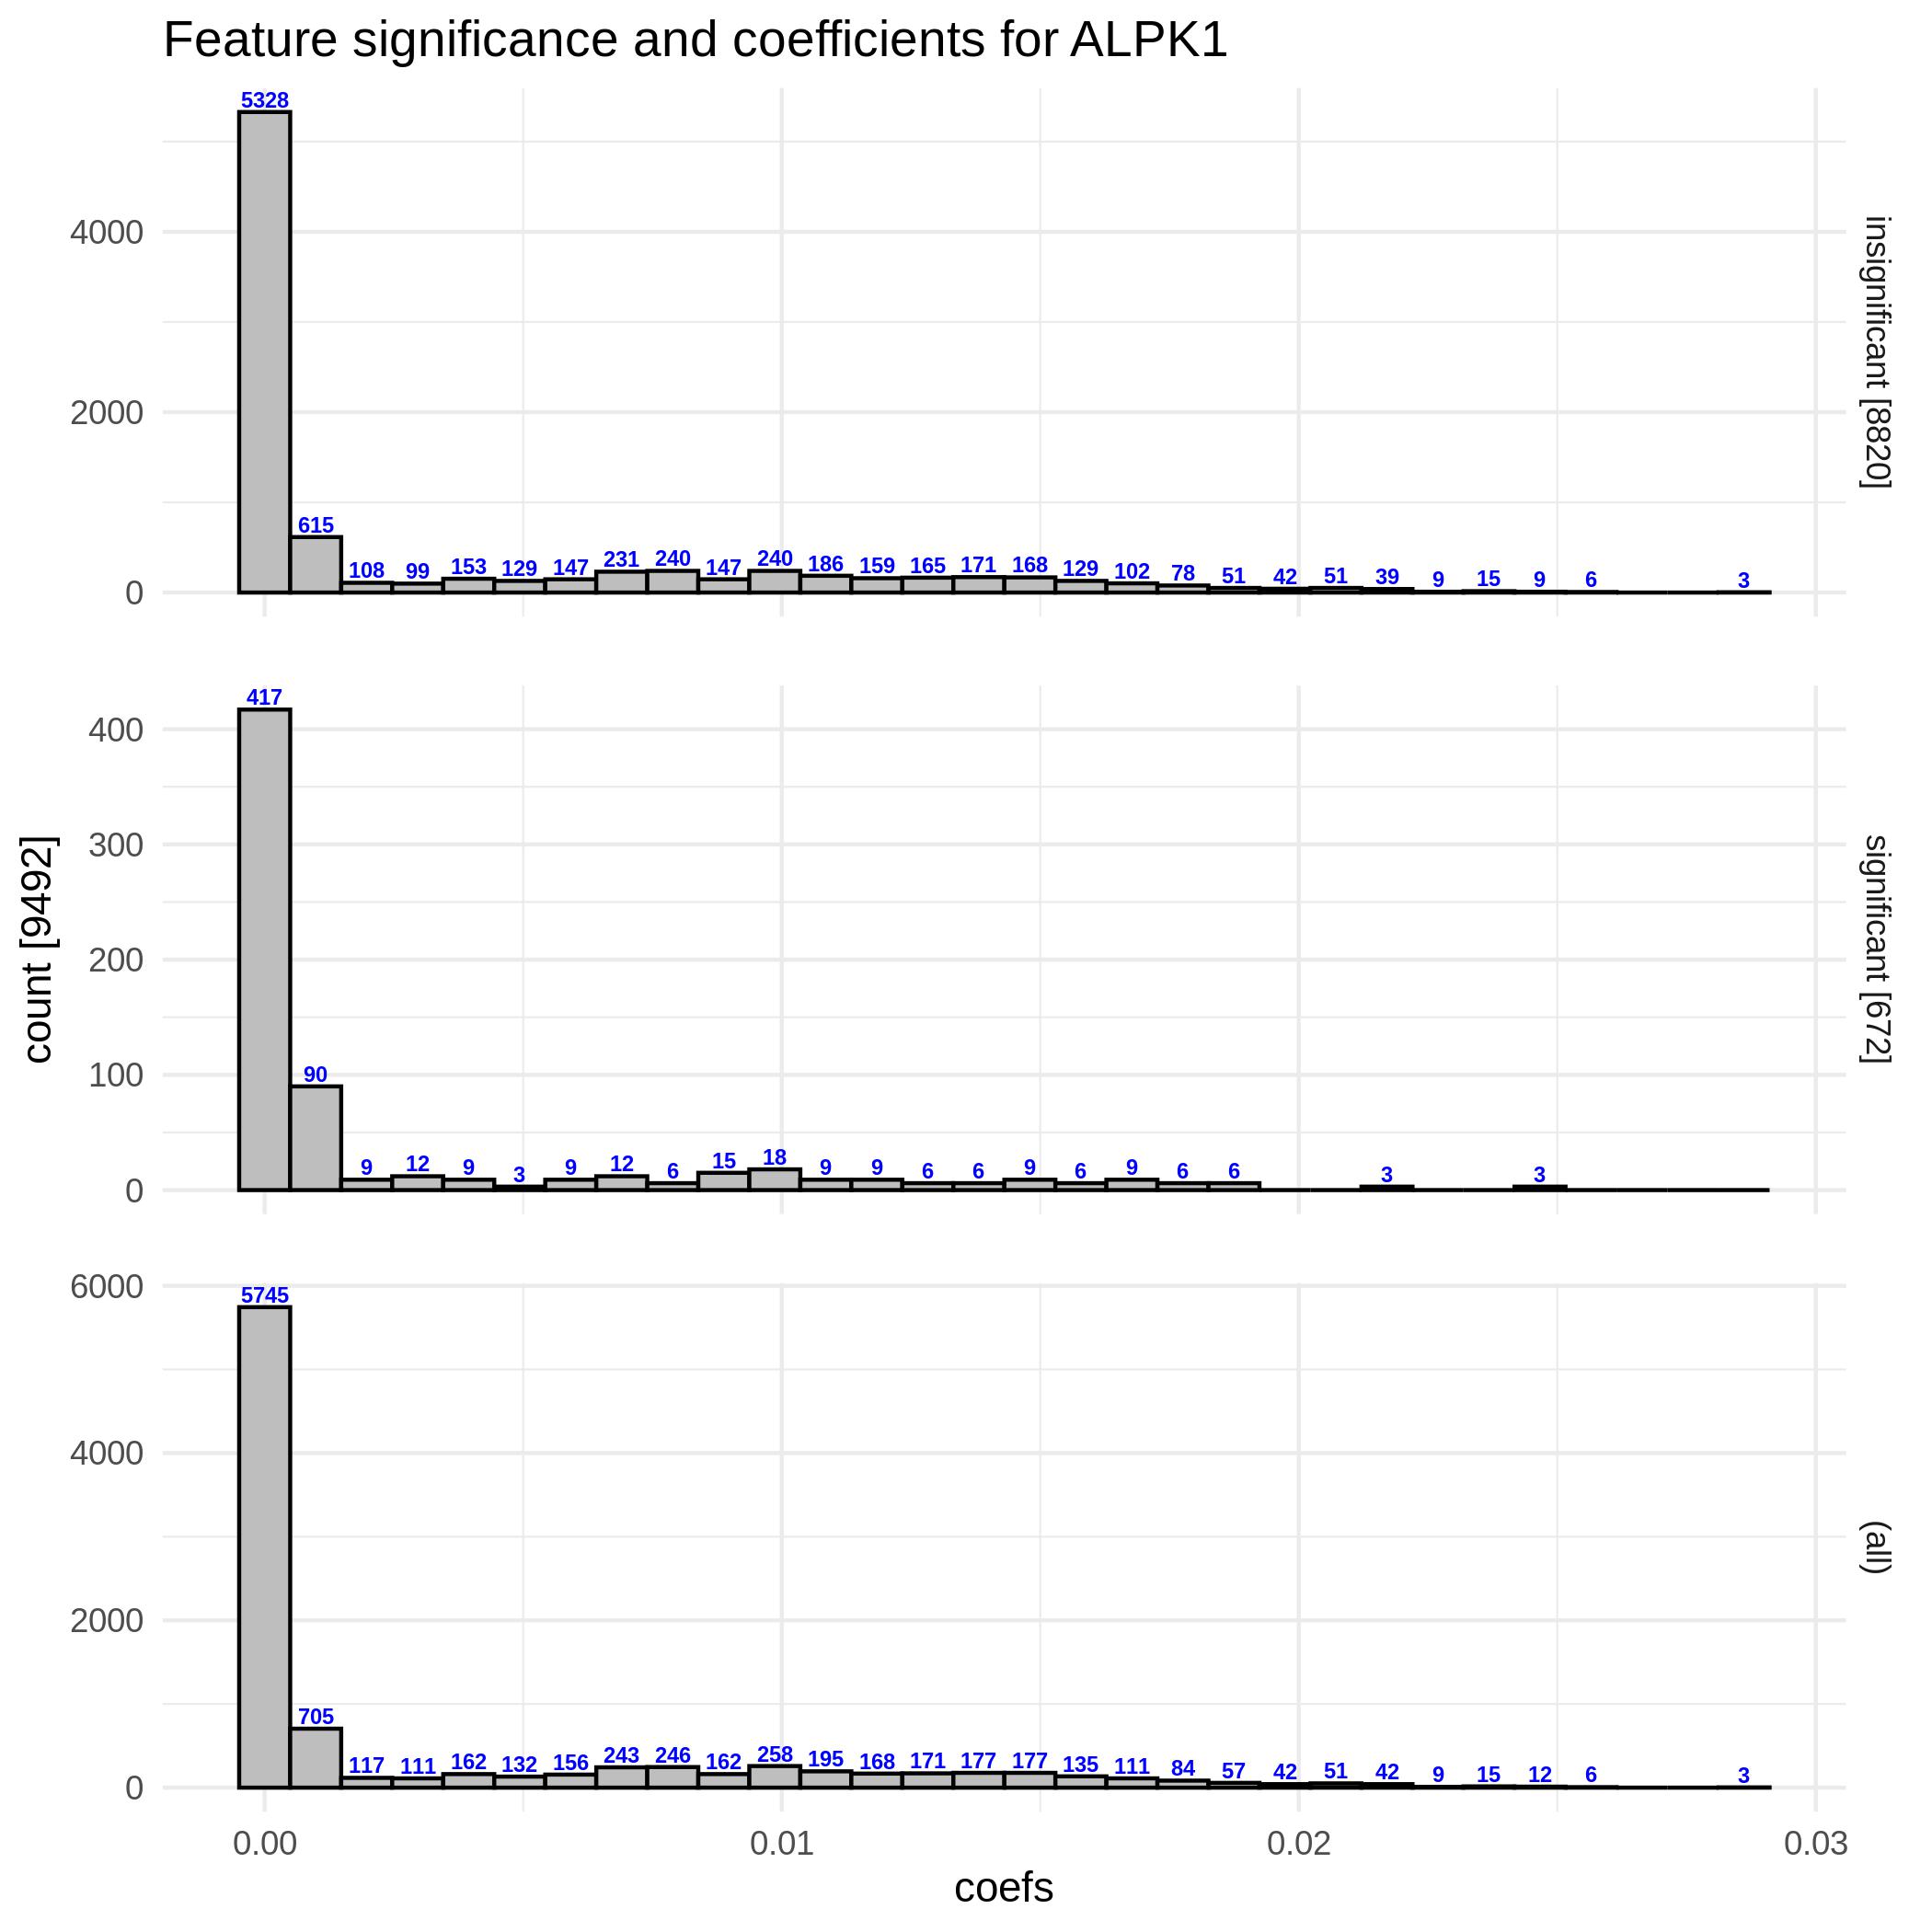 Feature significance and coefficients for ALPK1
5328
615
108 99 153 129 147 231 240 147 240 186 159 165 171 168 129 102 78 51 42 51 39 9 15 9 6 3
4000
2000
0
insignificant [8820]
417
90
9 12 9 3 9 12 6 15 18 9 9 6 6 9 6 9 6 6 3 3
400
300
200
100
0
significant [672]
count [9492]
5745
705
117 111 162 132 156 243 246 162 258 195 168 171 177 177 135 111 84 57 42 51 42 9 15 12 6 3
6000
4000
2000
0
(all)
0.00 0.01 0.02 0.03
coefs